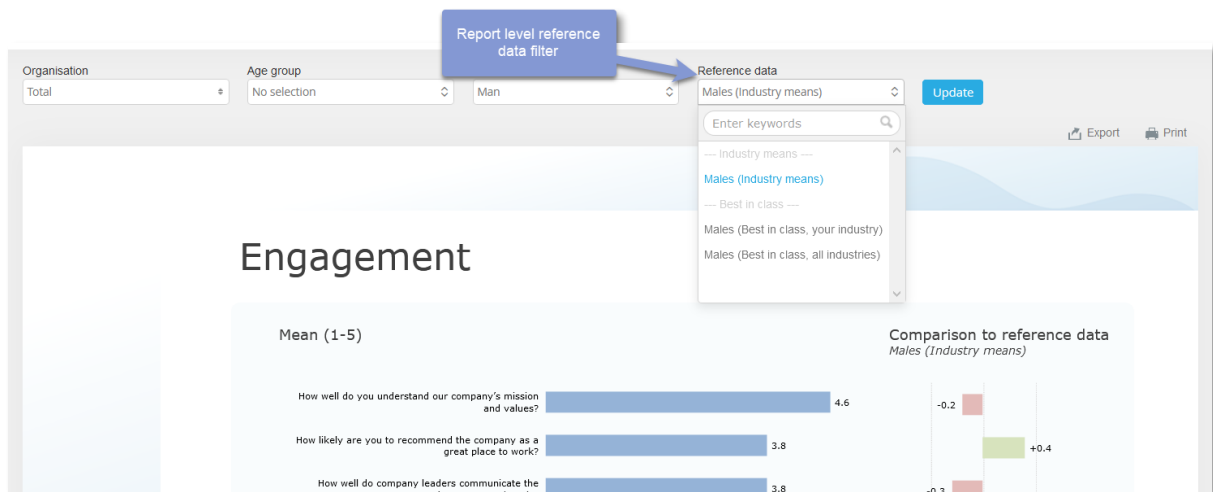 Report level reference
data filter
Organisation
Age group
Reference data
Total
No selection
Man
Males (Industry means)
Update
Enter keywords
Export
Print
--- Industry means ---
Males (Industry means)
--- Best in class ---
Males (Best in class, your industry)
Males (Best in class, all industries)
Engagement
Mean (1-5)
Comparison to reference data
Males (Industry means)
How well do you understand our company's mission
and values?
4.6
-0.2
How likely are you to recommend the company as a
great place to work?
3.8
+0.4
How well do company leaders communicate the
3.8
-0.3